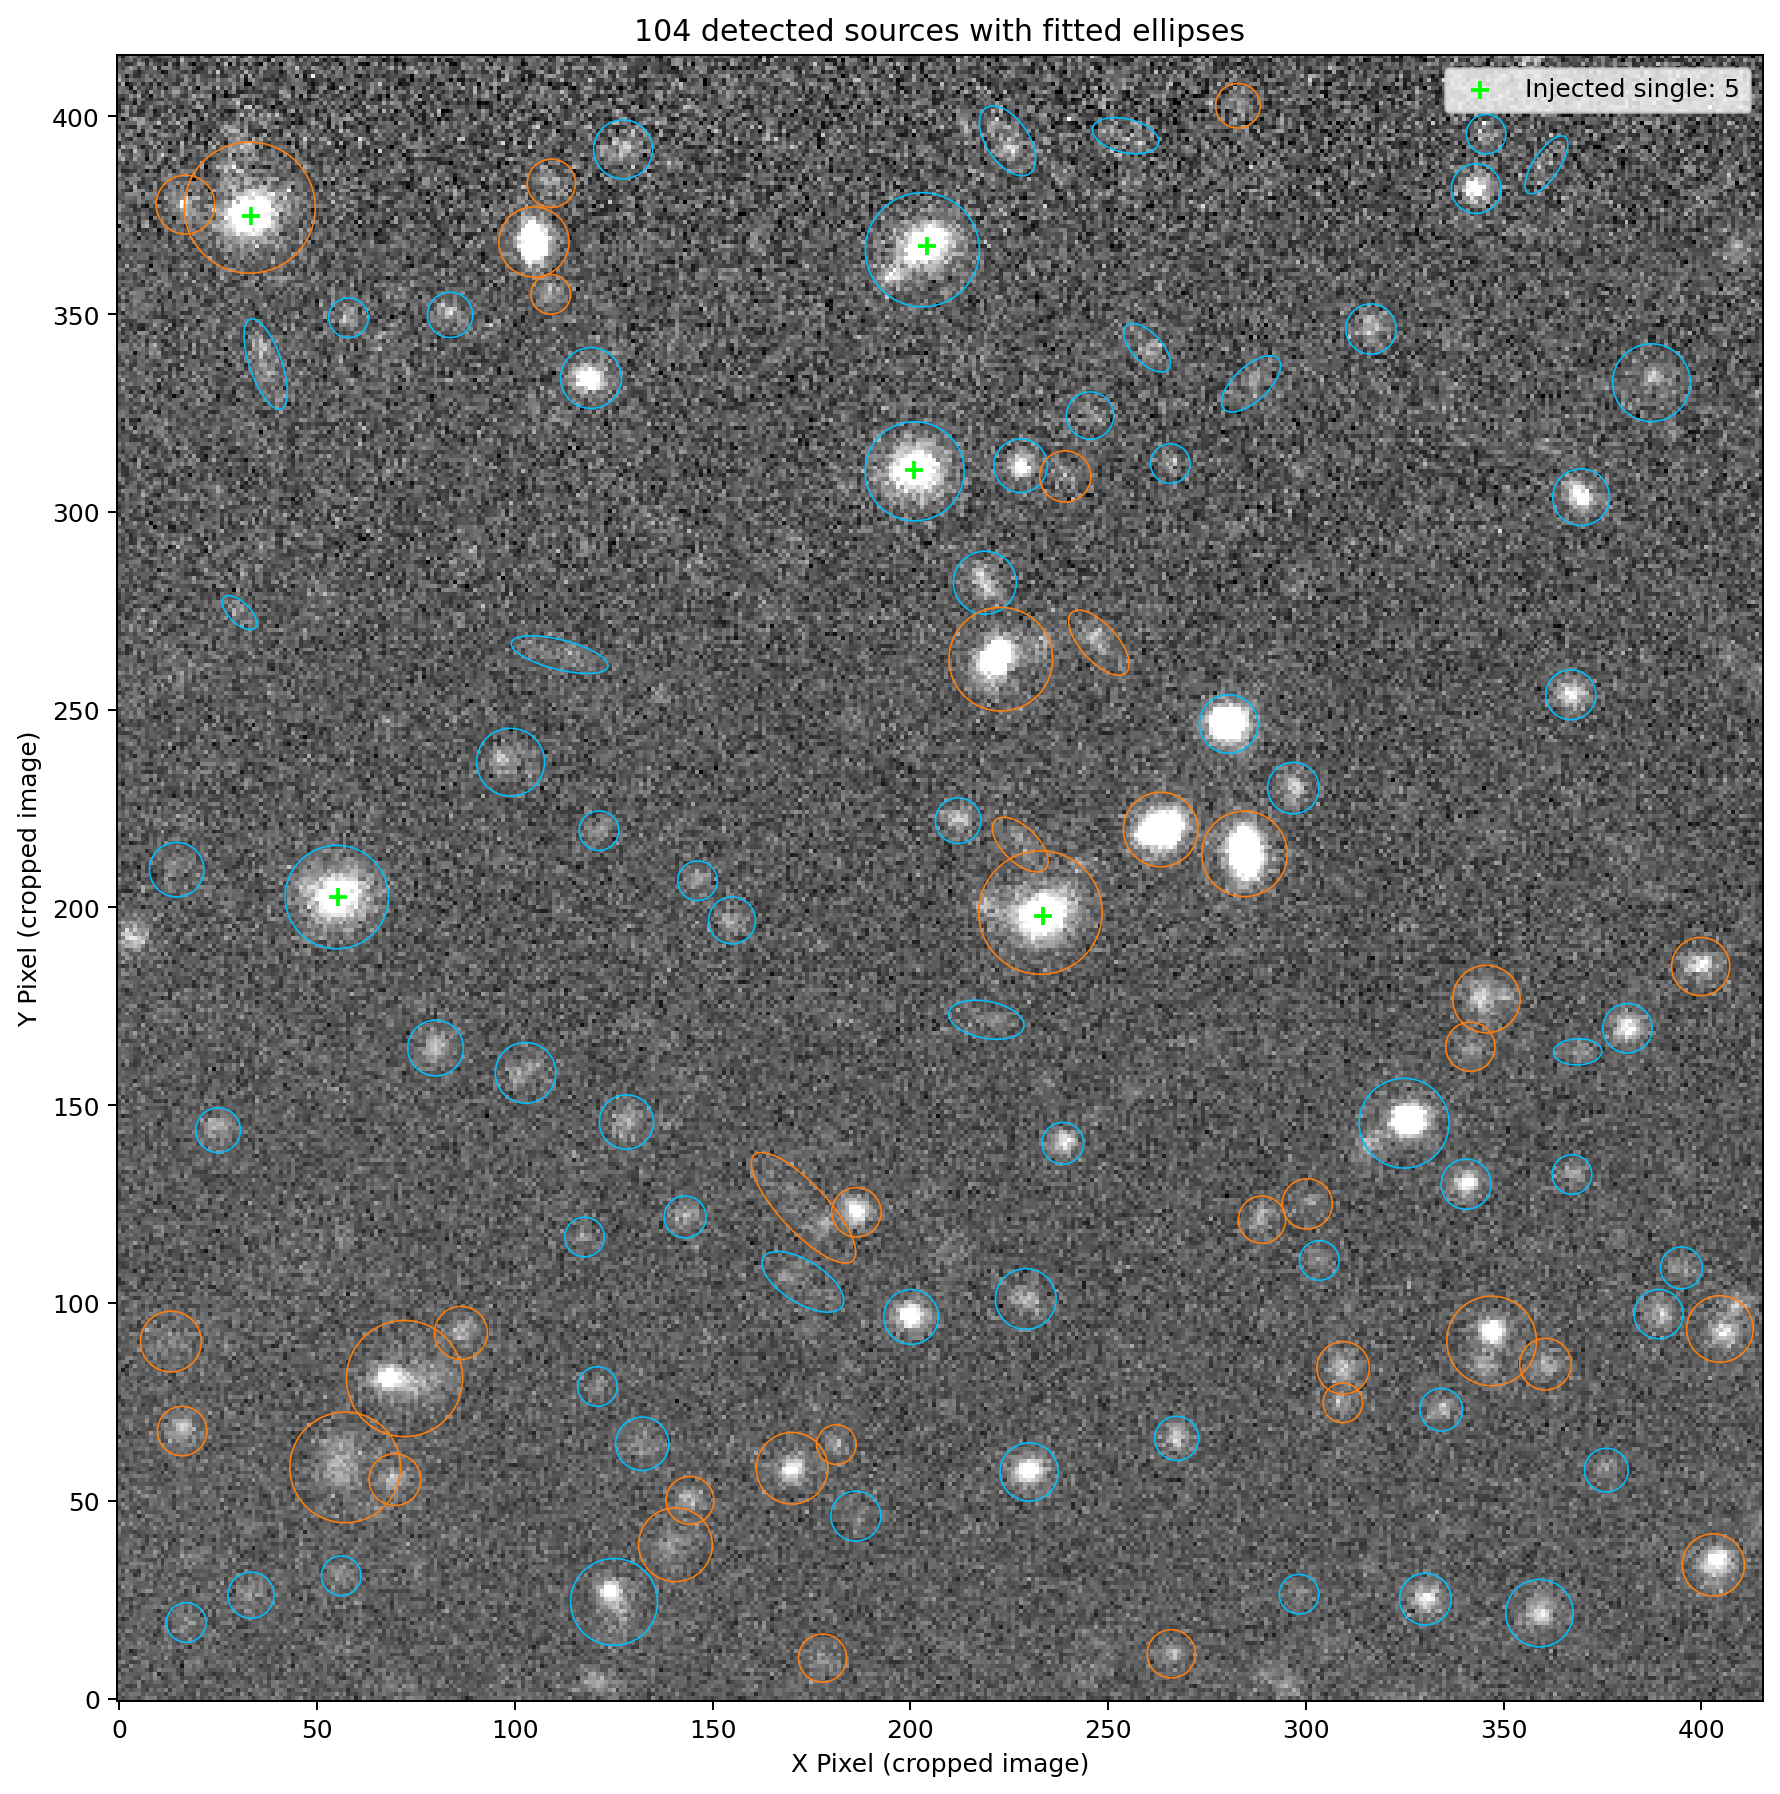 104 detected sources with fitted ellipses
Injected single: 5
Y Pixel (cropped image)
400
350
300
250
200
150
100
50
0
0 50 100 150 200 250 300 350 400
X Pixel (cropped image)